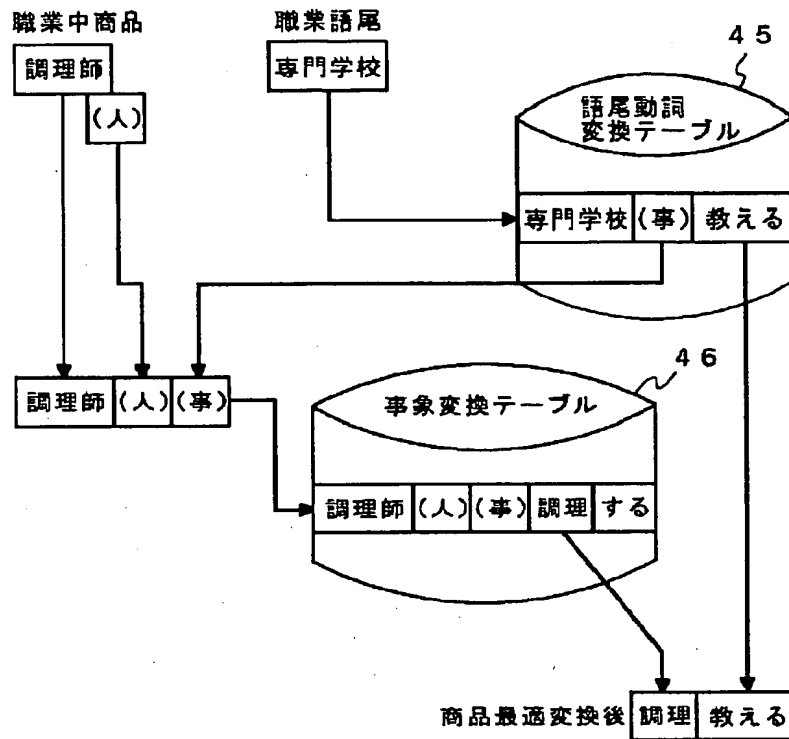 職業中商品
職業語尾
調理師
(人)
専門学校
45
語尾動詞
変換テーブル
専門学校 (事) 教える
調理師 (人) (事)
46
事象変換テーブル
調理師 (人) (事) 調理 する
商品最適変換後 調理 教える